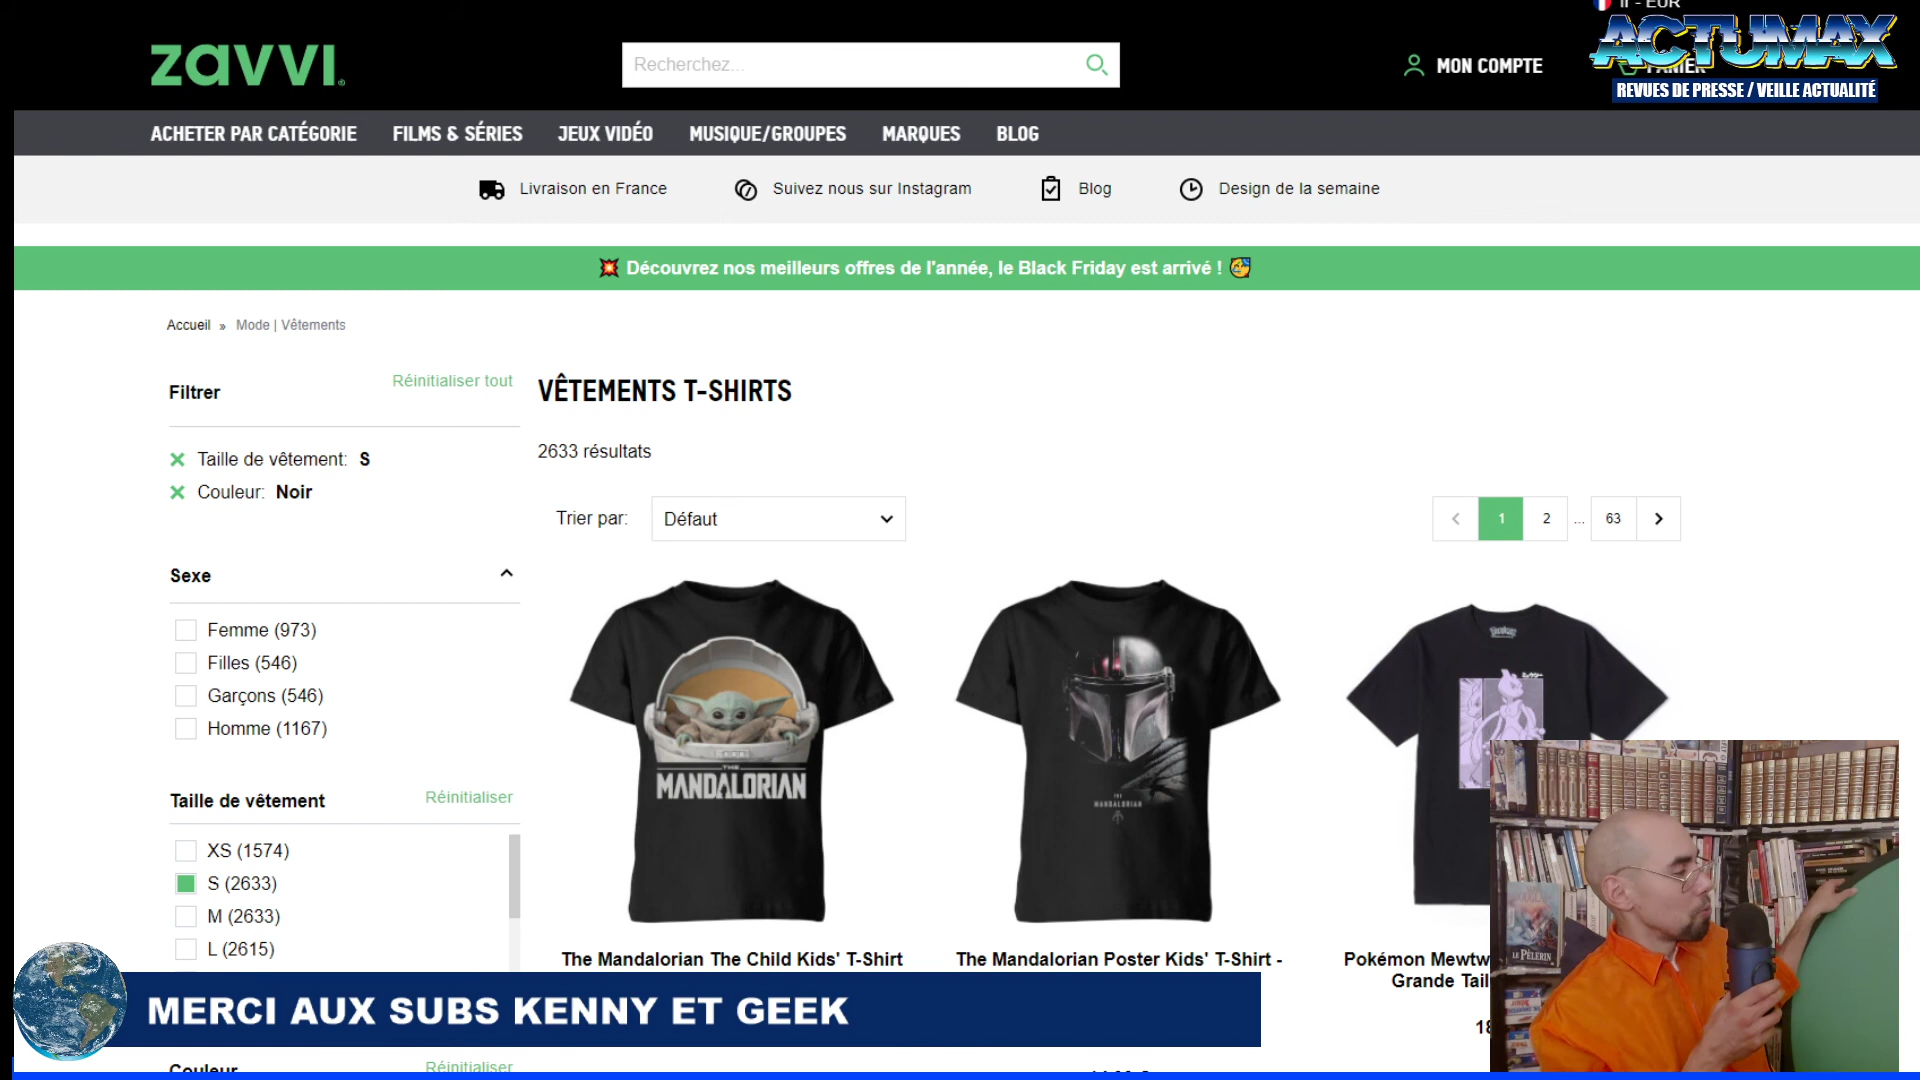 zavvi
Recherchez...
MON COMPTE
PANIER
- EUR
ACTUMAX
REVUES DE PRESSE / VEILLE ACTUALITÉ
ACHETER PAR CATÉGORIE
FILMS & SÉRIES
JEUX VIDÉO
MUSIQUE/GROUPES
MARQUES
BLOG
Livraison en France
Suivez nous sur Instagram
Blog
Design de la semaine
Découvrez nos meilleurs offres de l'année, le Black Friday est arrivé !
Accueil » Mode | Vêtements
Filtrer
Réinitialiser tout
Taille de vêtement: S
Couleur: Noir
Sexe
Femme (973)
Filles (546)
Garçons (546)
Homme (1167)
Taille de vêtement
Réinitialiser
XS (1574)
S (2633)
M (2633)
L (2615)
Couleur
Réinitialiser
VÊTEMENTS T-SHIRTS
2633 résultats
Trier par:
Défaut
1
2
...
63
THE
MANDALORIAN
THE
MANDALORIAN
The Mandalorian The Child Kids' T-Shirt
The Mandalorian Poster Kids' T-Shirt -
Pokémon Mewtw
Grande Tail
18
LE PÈLERIN
MERCI AUX SUBS KENNY ET GEEK